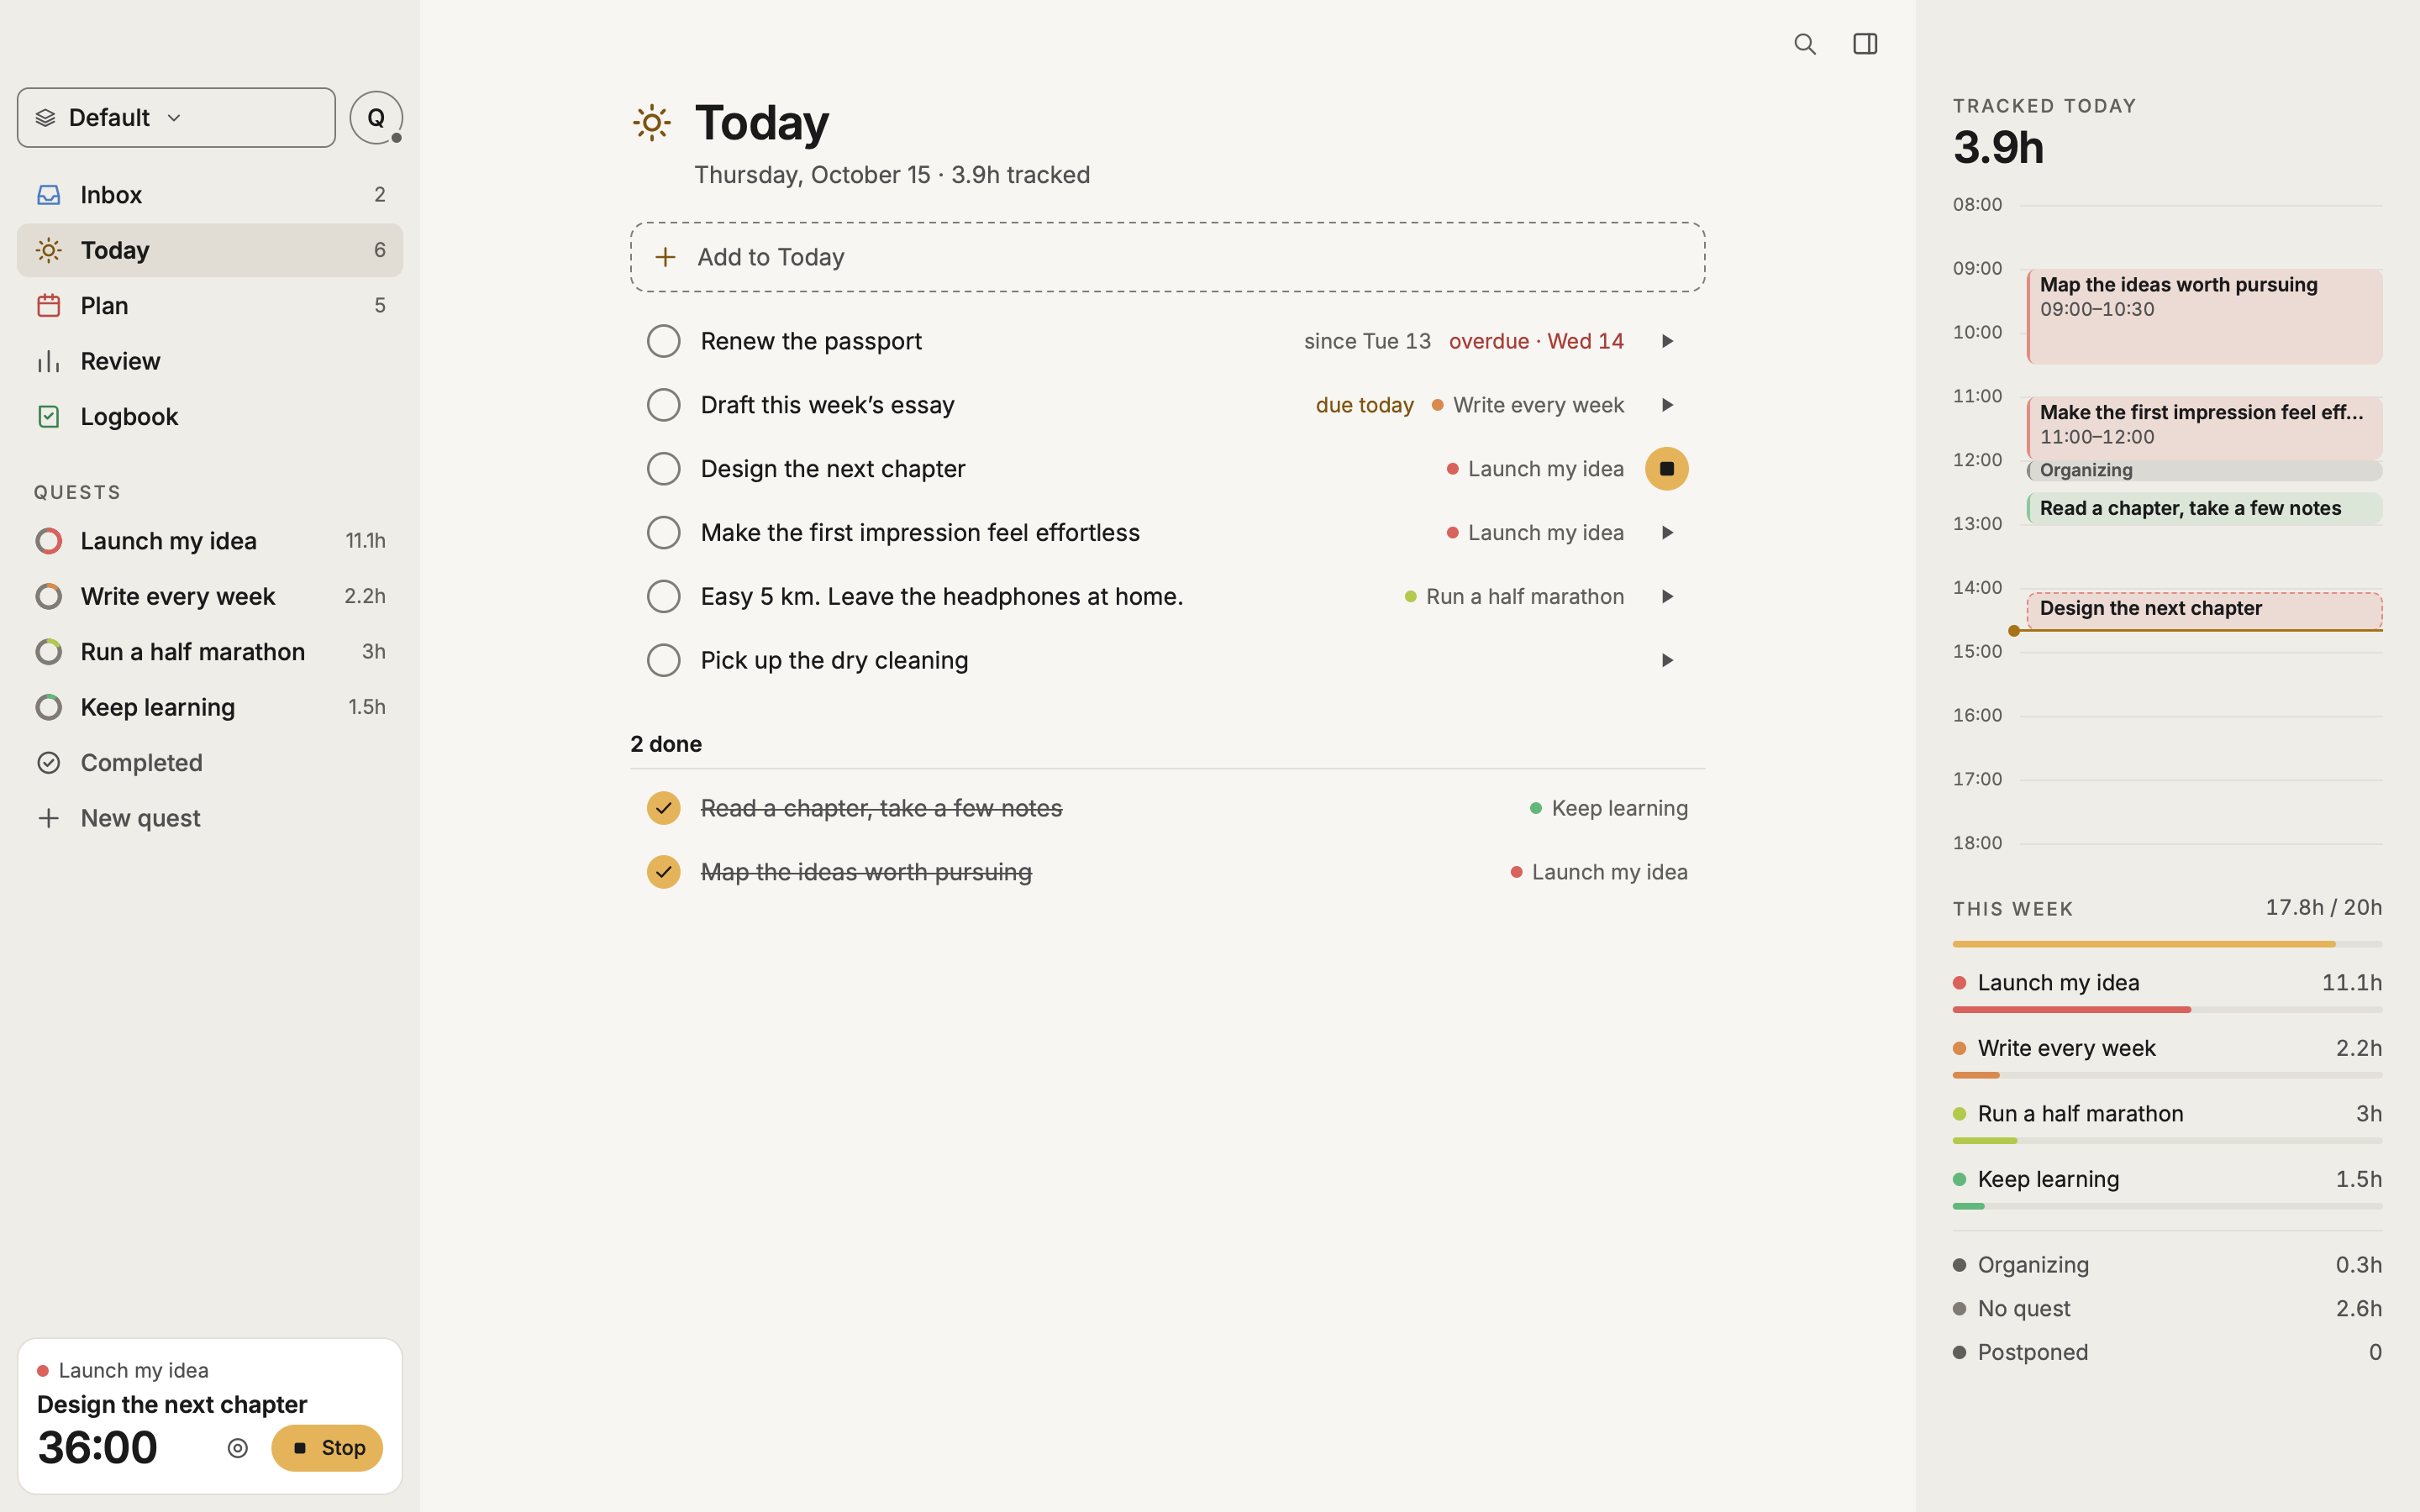 Default
Q
Inbox 2
Today 6
Plan 5
Review
Logbook
QUESTS
Launch my idea 11.1h
Write every week 2.2h
Run a half marathon 3h
Keep learning 1.5h
Completed
New quest
Launch my idea
Design the next chapter
36:00 Stop
Today
Thursday, October 15 · 3.9h tracked
Add to Today
Renew the passport since Tue 13 overdue · Wed 14
Draft this week’s essay due today Write every week
Design the next chapter Launch my idea
Make the first impression feel effortless Launch my idea
Easy 5 km. Leave the headphones at home. Run a half marathon
Pick up the dry cleaning
2 done
Read a chapter, take a few notes Keep learning
Map the ideas worth pursuing Launch my idea
TRACKED TODAY
3.9h
08:00
09:00
Map the ideas worth pursuing
09:00–10:30
10:00
11:00
Make the first impression feel eff...
11:00–12:00
12:00
Organizing
Read a chapter, take a few notes
13:00
14:00
Design the next chapter
15:00
16:00
17:00
18:00
THIS WEEK 17.8h / 20h
Launch my idea 11.1h
Write every week 2.2h
Run a half marathon 3h
Keep learning 1.5h
Organizing 0.3h
No quest 2.6h
Postponed 0